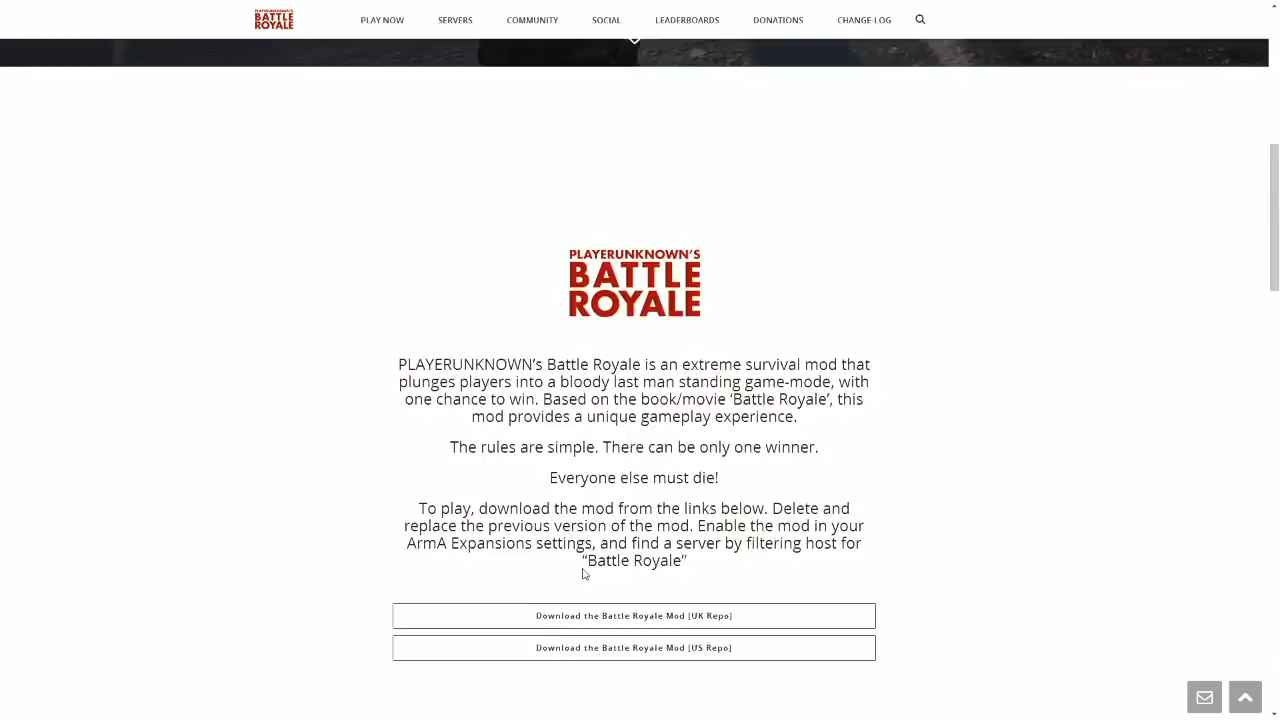 PLAYERUNKNOWN'S
BATTLE
ROYALE
PLAY NOW
SERVERS
COMMUNITY
SOCIAL
LEADERBOARDS
DONATIONS
CHANGE-LOG
PLAYERUNKNOWN'S
BATTLE
ROYALE
PLAYERUNKNOWN’s Battle Royale is an extreme survival mod that
plunges players into a bloody last man standing game-mode, with
one chance to win. Based on the book/movie ‘Battle Royale’, this
mod provides a unique gameplay experience.
The rules are simple. There can be only one winner.
Everyone else must die!
To play, download the mod from the links below. Delete and
replace the previous version of the mod. Enable the mod in your
ArmA Expansions settings, and find a server by filtering host for
“Battle Royale”
Download the Battle Royale Mod [UK Repo]
Download the Battle Royale Mod [US Repo]